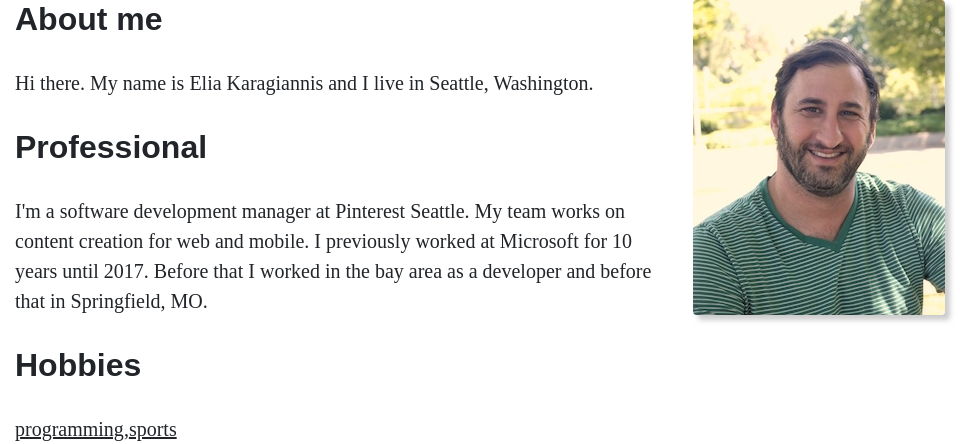 About me
Hi there. My name is Elia Karagiannis and I live in Seattle, Washington.
Professional
I'm a software development manager at Pinterest Seattle. My team works on
content creation for web and mobile. I previously worked at Microsoft for 10
years until 2017. Before that I worked in the bay area as a developer and before
that in Springfield, MO.
Hobbies
programming,sports